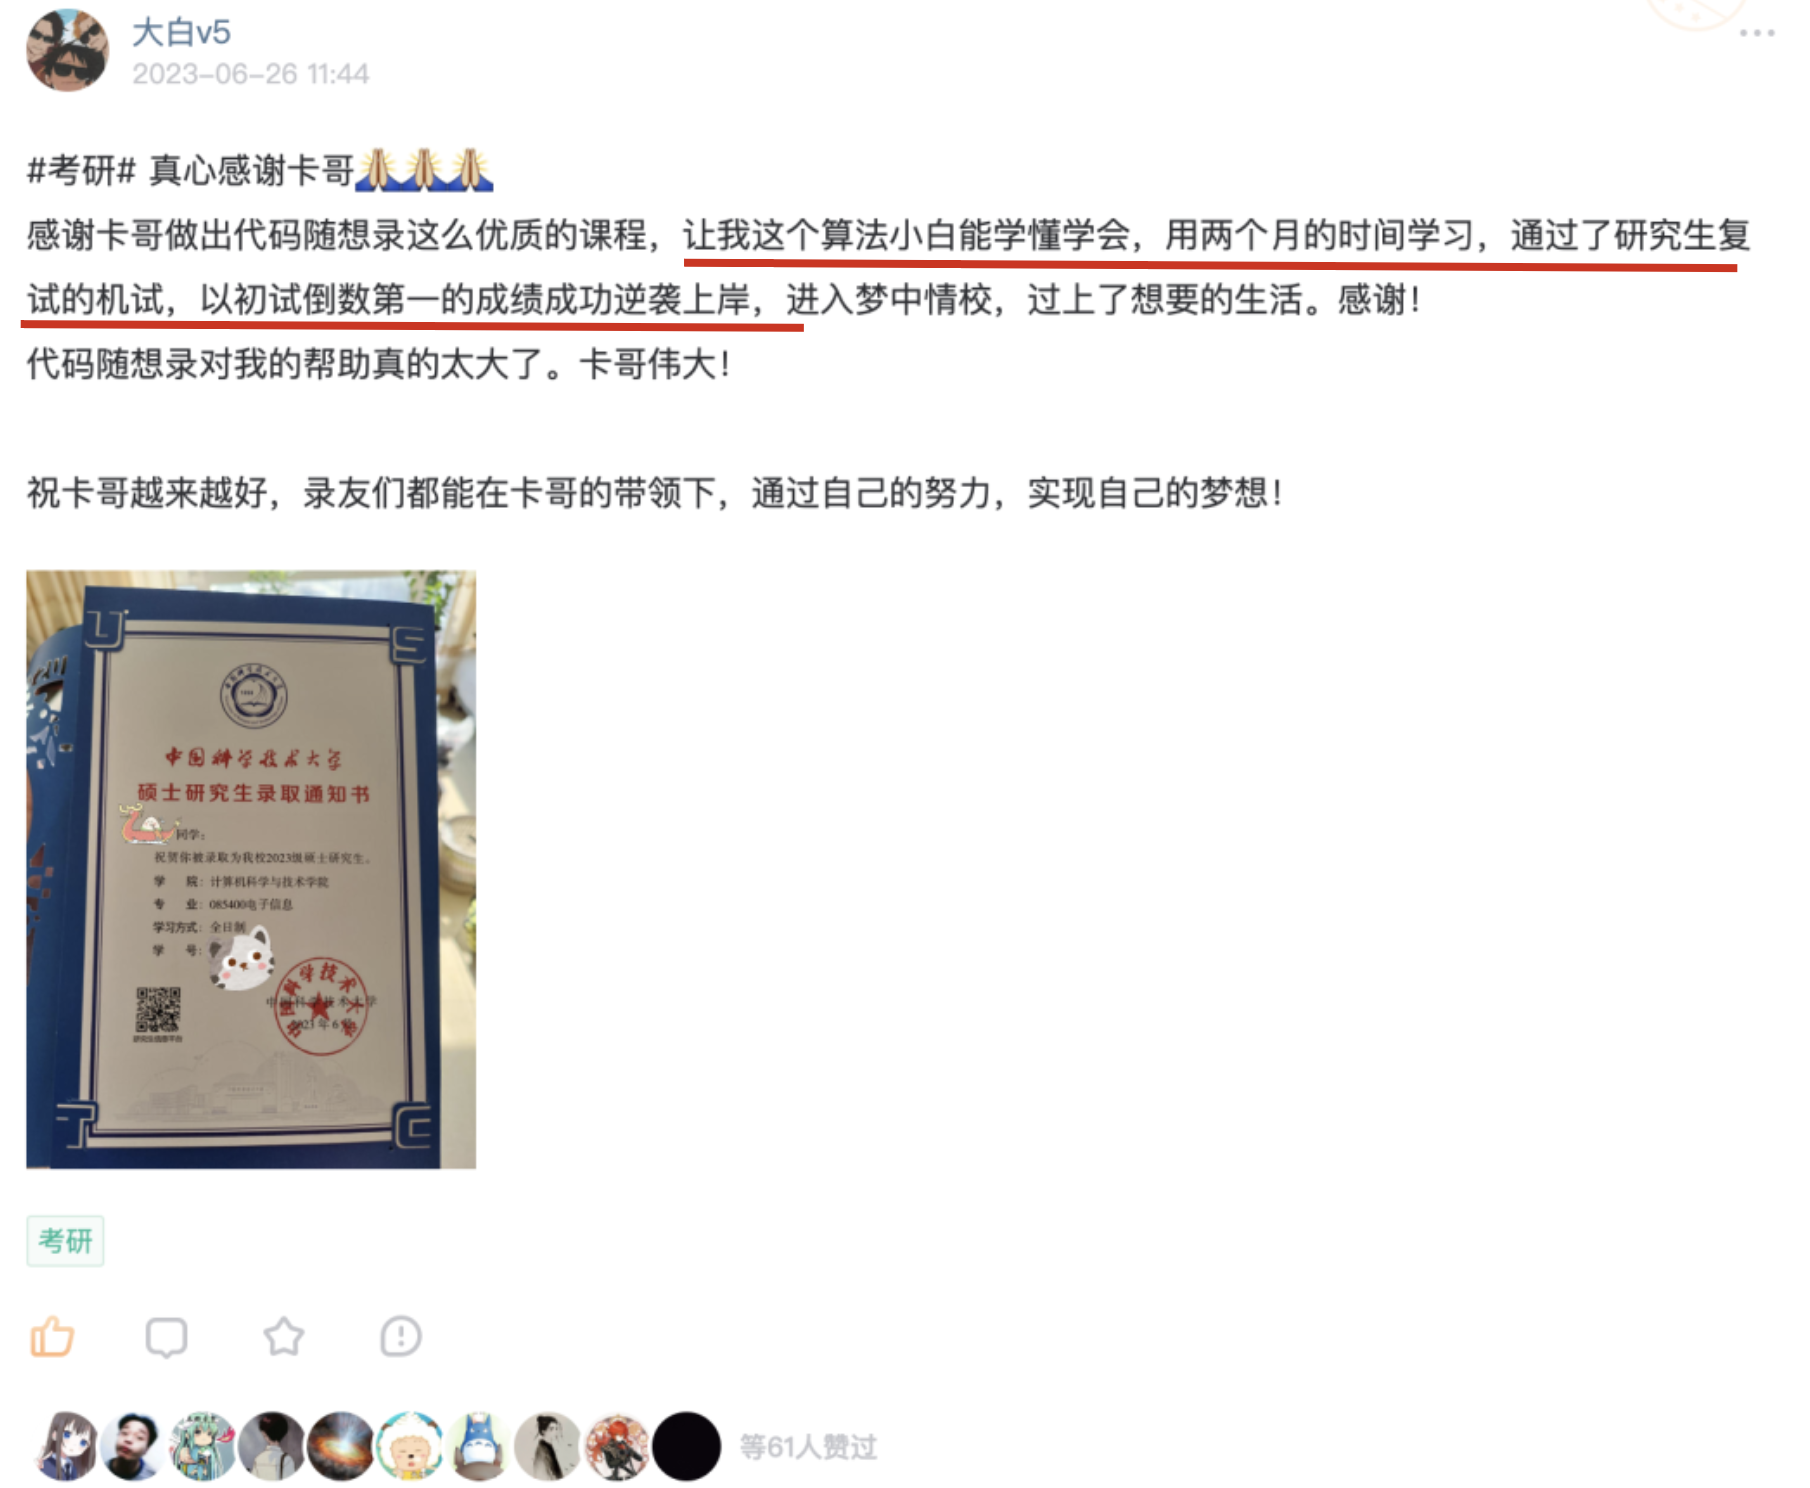 大白v5
2023-06-26 11:44
#考研# 真心感谢卡哥🙏🙏🙏
感谢卡哥做出代码随想录这么优质的课程，让我这个算法小白能学懂学会，用两个月的时间学习，通过了研究生复
试的机试，以初试倒数第一的成绩成功逆袭上岸，进入梦中情校，过上了想要的生活。感谢！
代码随想录对我的帮助真的太大了。卡哥伟大！
祝卡哥越来越好，录友们都能在卡哥的带领下，通过自己的努力，实现自己的梦想！
U S
中国科学技术大学
硕士研究生录取通知书
同学：
祝贺你被录取为我校2023级硕士研究生。
学 院：计算机科学与技术学院
专 业：085400电子信息
学习方式：全日制
学 号：
中国科学技术大学
2023年6月
T C
考研
等61人赞过